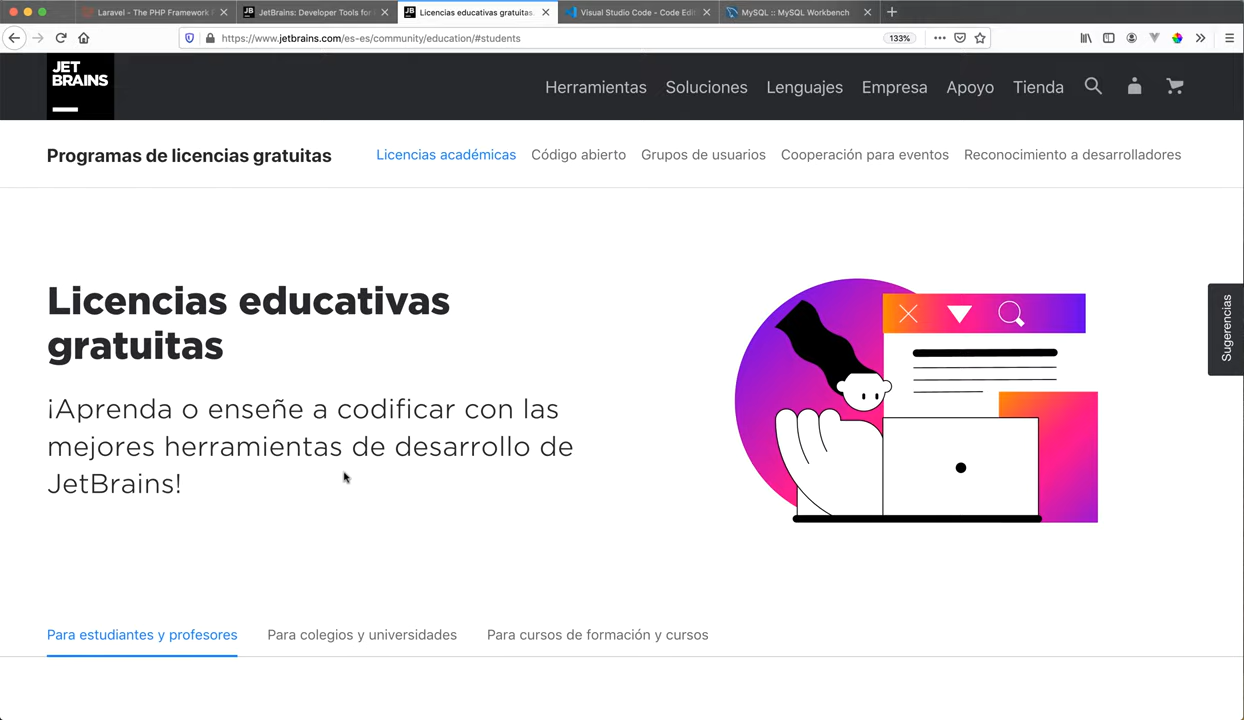 Laravel - The PHP Framework F
JetBrains: Developer Tools for
Licencias educativas gratuitas.
Visual Studio Code - Code Edit
MySQL :: MySQL Workbench
https://www.jetbrains.com/es-es/community/education/#students
133%
JET
BRAINS
Herramientas
Soluciones
Lenguajes
Empresa
Apoyo
Tienda
Programas de licencias gratuitas
Licencias académicas
Código abierto
Grupos de usuarios
Cooperación para eventos
Reconocimiento a desarrolladores
Licencias educativas
gratuitas
¡Aprenda o enseñe a codificar con las
mejores herramientas de desarrollo de
JetBrains!
Sugerencias
Para estudiantes y profesores
Para colegios y universidades
Para cursos de formación y cursos